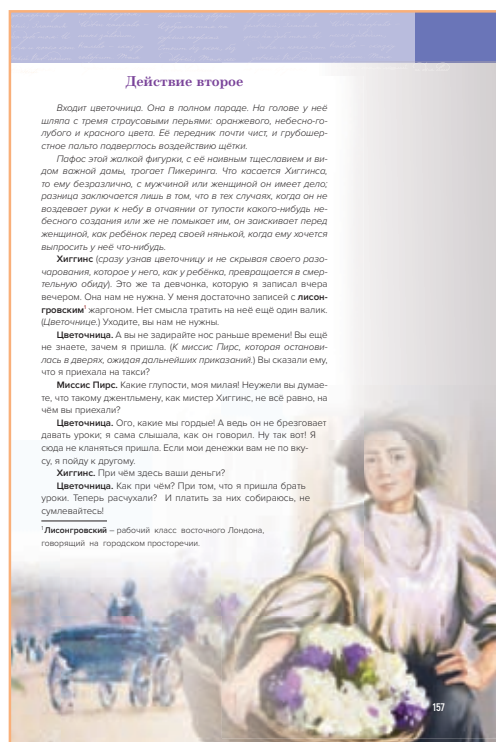 Действие второе
Входит цветочница. Она в полном параде. На голове у неё
шляпа с тремя страусовыми перьями: оранжевого, небесно-го-
лубого и красного цвета. Её передник почти чист, и грубошер-
стное пальто подверглось воздействию щётки.
Пафос этой жалкой фигурки, с её наивным тщеславием и ви-
дом важной дамы, трогает Пикеринга. Что касается Хиггинса,
то ему безразлично, с мужчиной или женщиной он имеет дело;
разница заключается лишь в том, что в тех случаях, когда он не
воздевает руки к небу в отчаянии от тупости какого-нибудь не-
бесного создания или же не помыкает им, он заискивает перед
женщиной, как ребёнок перед своей нянькой, когда ему хочется
выпросить у неё что-нибудь.
Хиггинс (сразу узнав цветочницу и не скрывая своего разо-
чарования, которое у него, как у ребёнка, превращается в смер-
тельную обиду). Это же та девчонка, которую я записал вчера
вечером. Она нам не нужна. У меня достаточно записей с лисон-
гровским¹ жаргоном. Нет смысла тратить на неё ещё один валик.
(Цветочнице.) Уходите, вы нам не нужны.
Цветочница. А вы не задирайте нос раньше времени! Вы ещё
не знаете, зачем я пришла. (К миссис Пирс, которая останови-
лась в дверях, ожидая дальнейших приказаний.) Вы сказали ему,
что я приехала на такси?
Миссис Пирс. Какие глупости, моя милая! Неужели вы думае-
те, что такому джентльмену, как мистер Хиггинс, не всё равно, на
чём вы приехали?
Цветочница. Ого, какие мы гордые! А ведь он не брезговает
давать уроки; я сама слышала, как он говорил. Ну так вот! Я
сюда не кланяться пришла. Если мои денежки вам не по вку-
су, я пойду к другому.
Хиггинс. При чём здесь ваши деньги?
Цветочница. Как при чём? При том, что я пришла брать
уроки. Теперь расчухали? И платить за них собираюсь, не
сумлевайтесь!
¹Лисонгровский – рабочий класс восточного Лондона,
говорящий на городском просторечии.
157